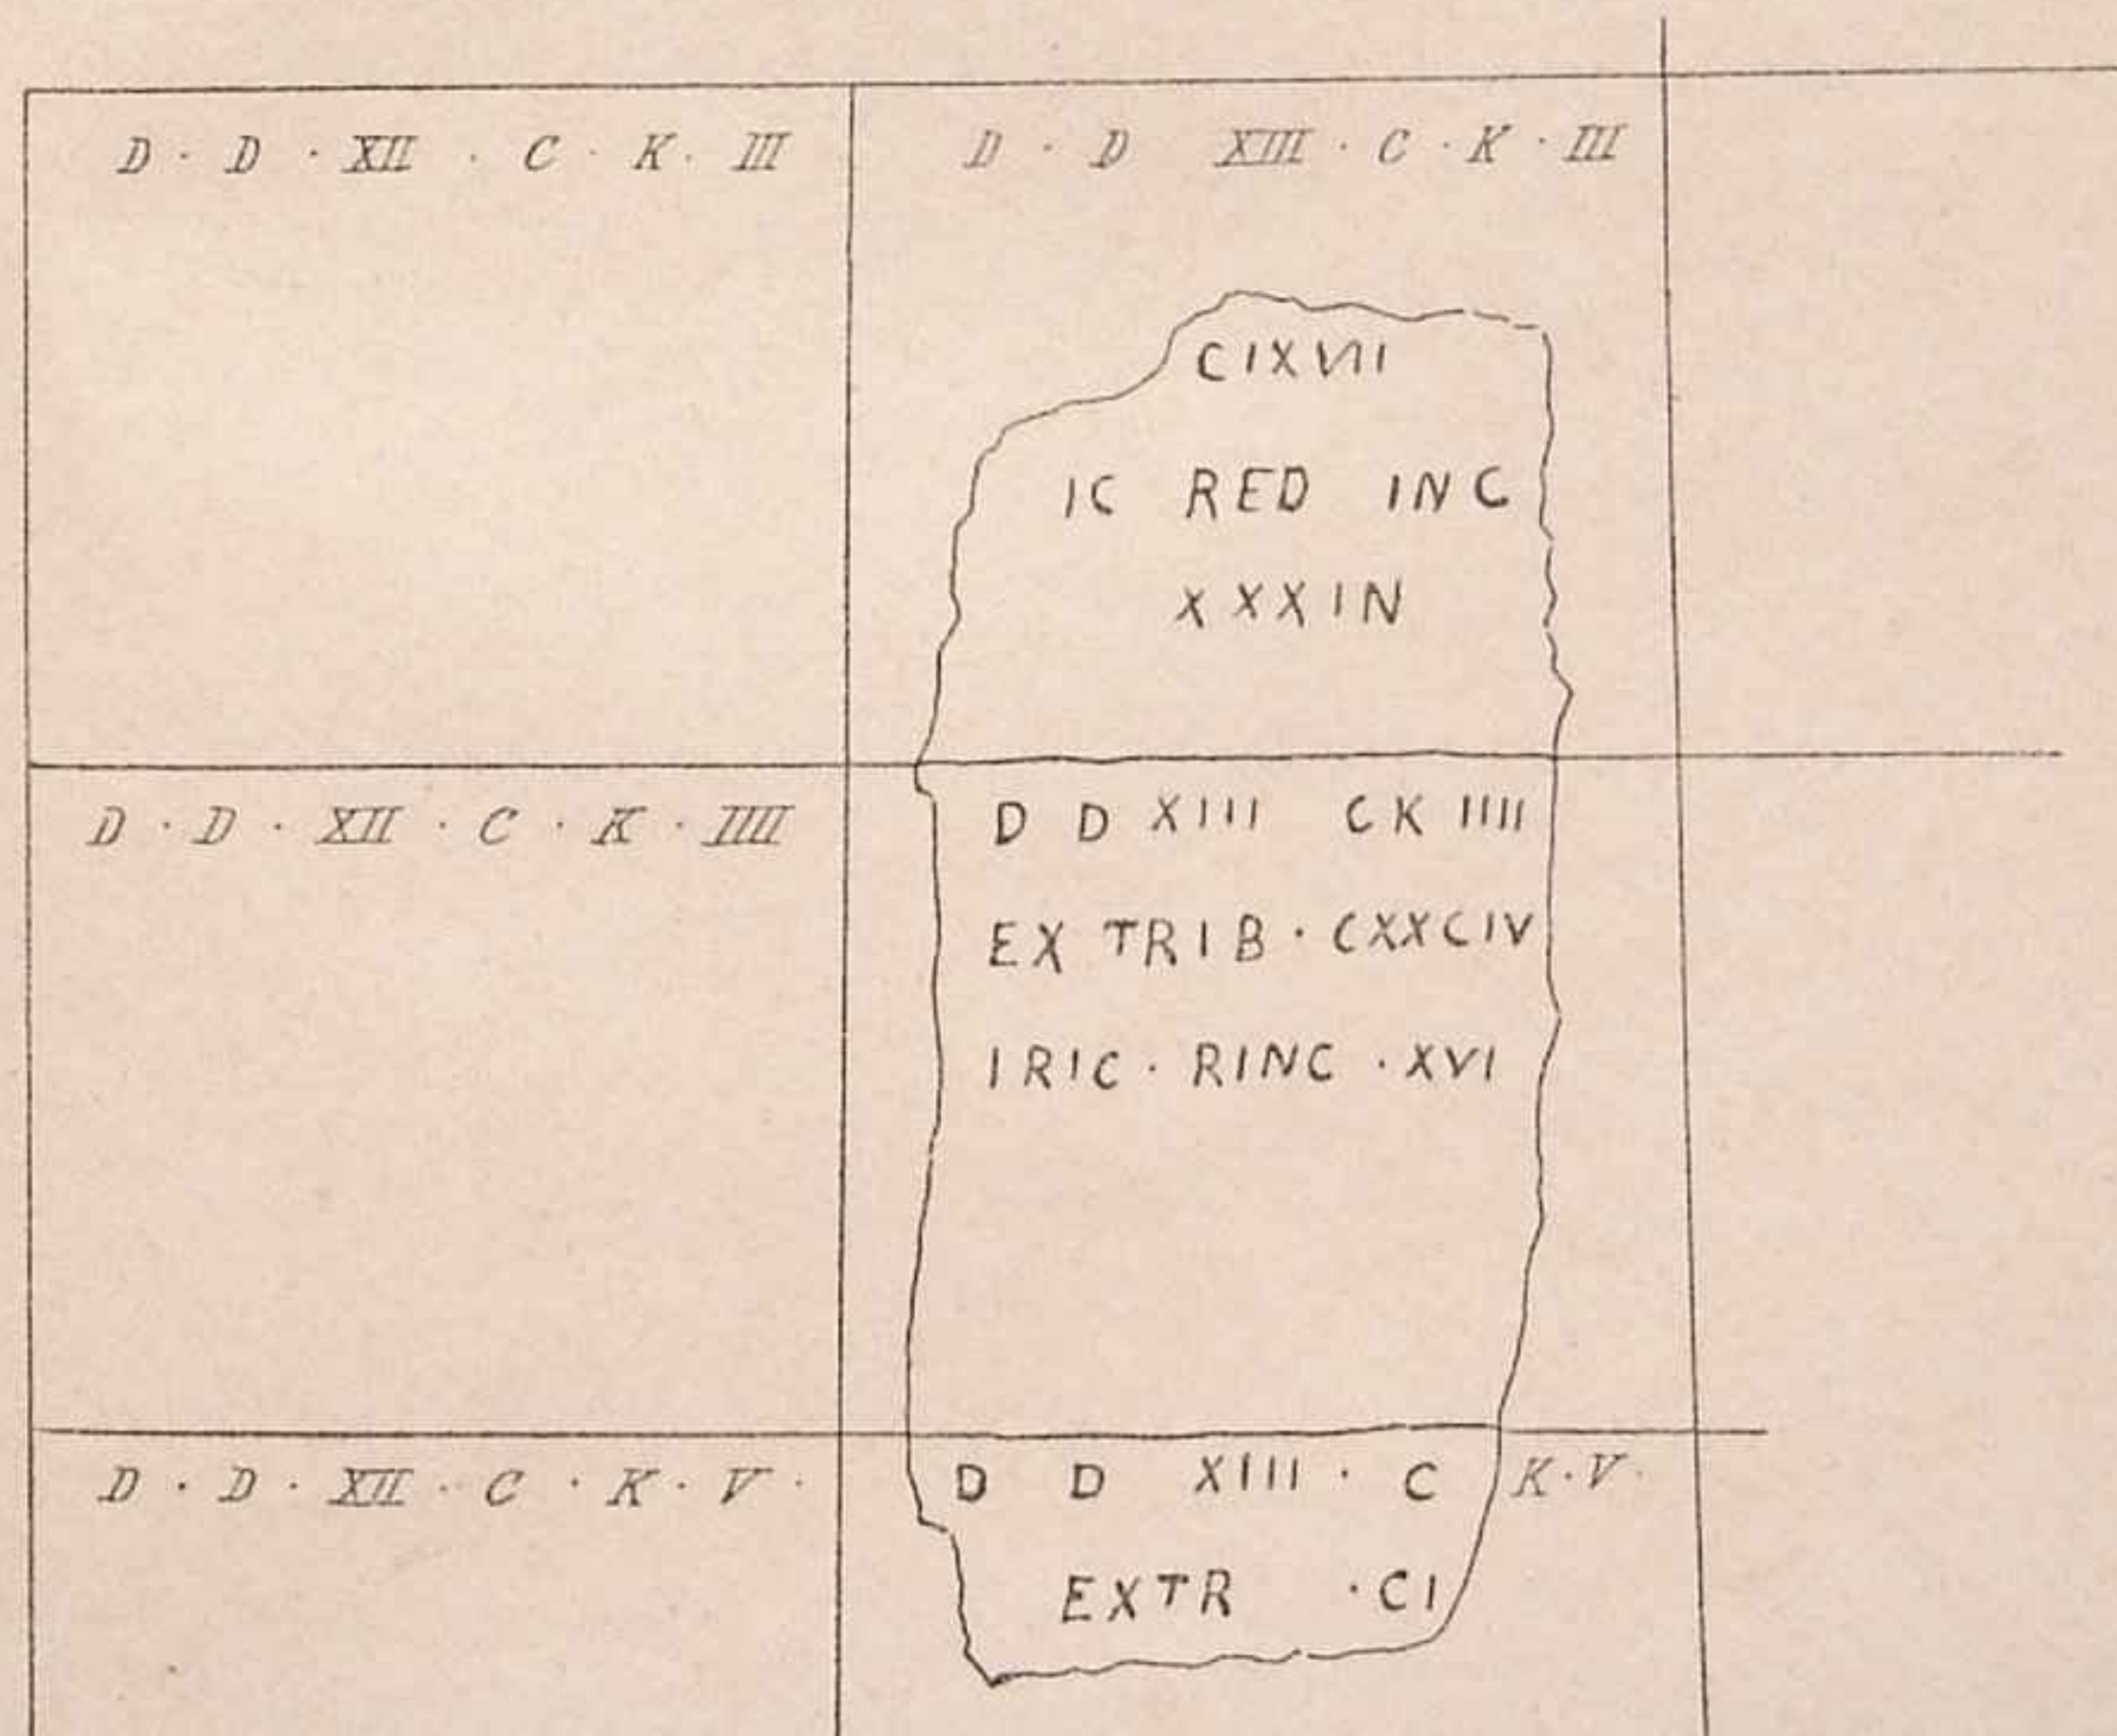 D · D · XII · C · K · III
D · D XIII · C · K · III
CIXVII
IC RED INC
XXXIN
D · D · XII · C · K · IIII
D D XIII CK IIII
EX TRIB · CXXCIV
IRIC · RINC · XVI
D · D · XII · C · K · V ·
D D XIII · C K · V ·
EXTR · CI